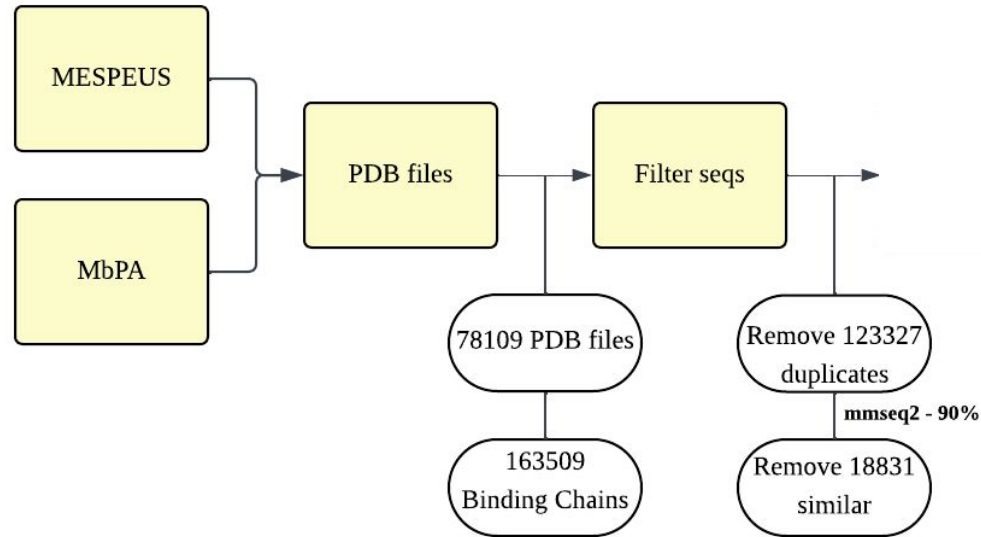 MESPEUS
MbPA
PDB files
Filter seqs
78109 PDB files
163509
Binding Chains
Remove 123327
duplicates
mmseq2 - 90%
Remove 18831
similar